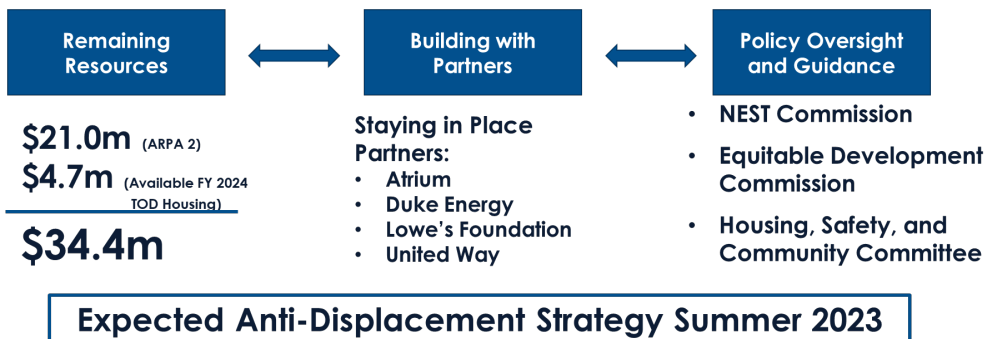 Remaining
Resources
Building with
Partners
Policy Oversight
and Guidance
$21.0m (ARPA 2)
$4.7m (Available FY 2024
TOD Housing)
$34.4m
Staying in Place
Partners:
• Atrium
• Duke Energy
• Lowe's Foundation
• United Way
• NEST Commission
• Equitable Development
Commission
• Housing, Safety, and
Community Committee
Expected Anti-Displacement Strategy Summer 2023